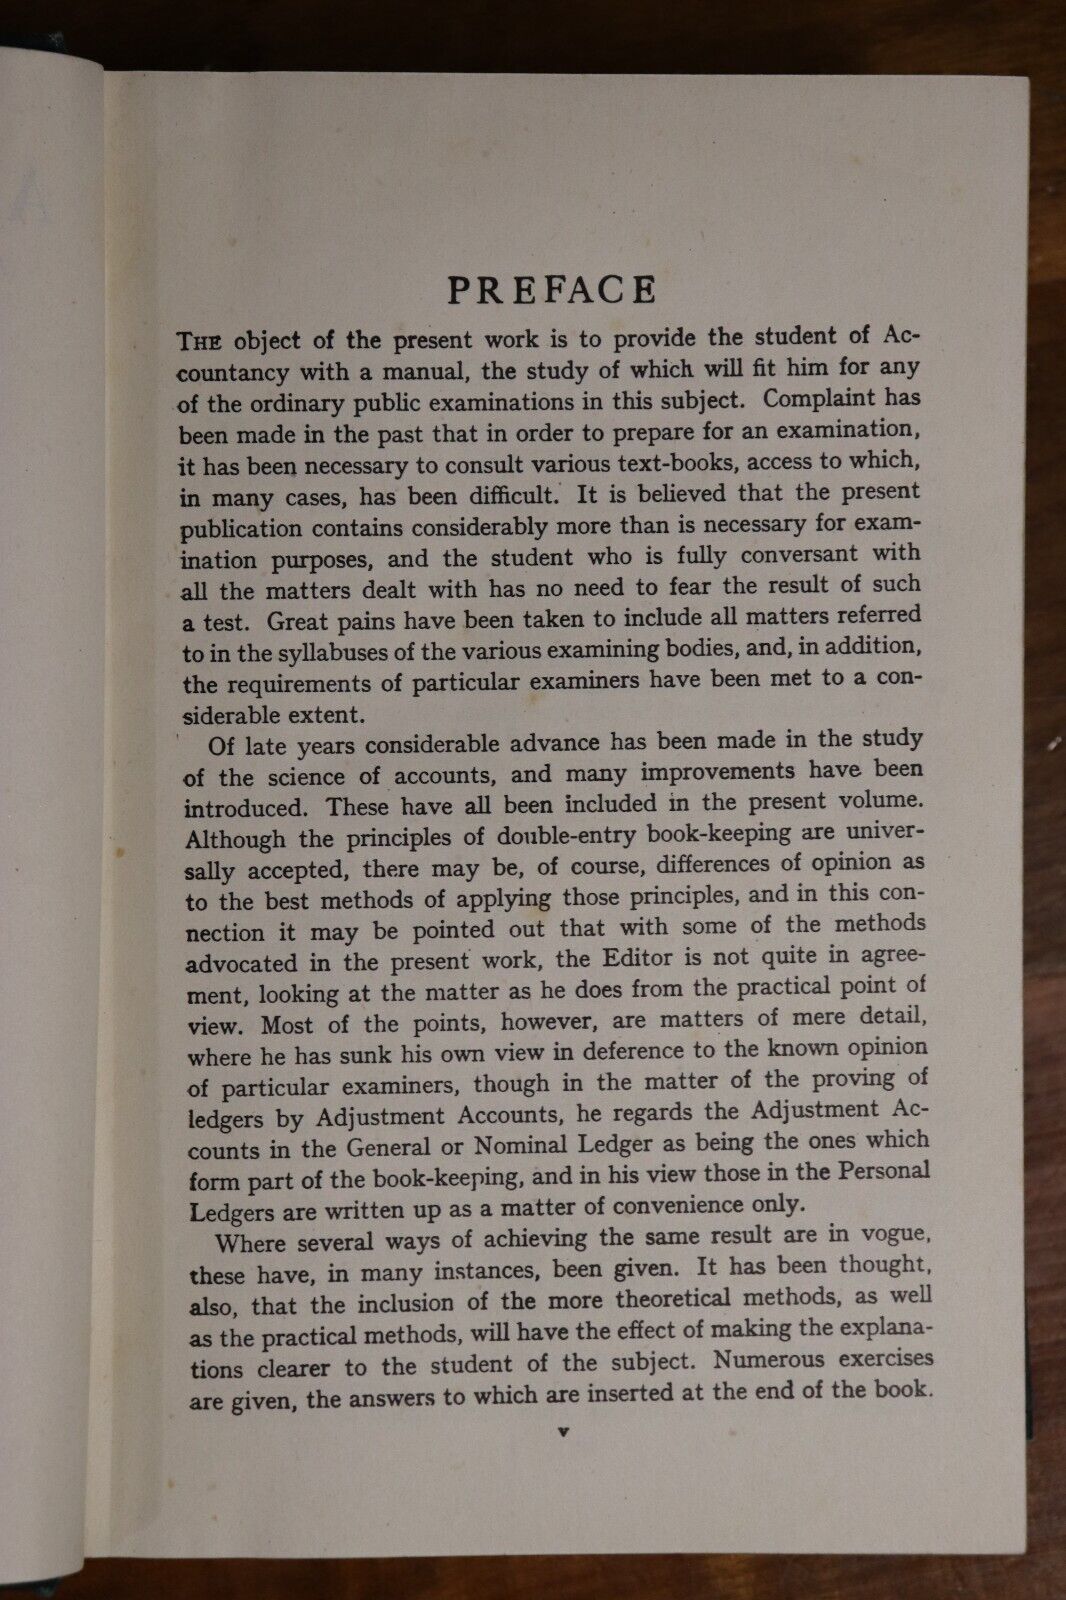 PREFACE
THE object of the present work is to provide the student of Ac-
countancy with a manual, the study of which will fit him for any
of the ordinary public examinations in this subject. Complaint has
been made in the past that in order to prepare for an examination,
it has been necessary to consult various text-books, access to which,
in many cases, has been difficult. It is believed that the present
publication contains considerably more than is necessary for exam-
ination purposes, and the student who is fully conversant with
all the matters dealt with has no need to fear the result of such
a test. Great pains have been taken to include all matters referred
to in the syllabuses of the various examining bodies, and, in addition,
the requirements of particular examiners have been met to a con-
siderable extent.
Of late years considerable advance has been made in the study
of the science of accounts, and many improvements have been
introduced. These have all been included in the present volume.
Although the principles of double-entry book-keeping are univer-
sally accepted, there may be, of course, differences of opinion as
to the best methods of applying those principles, and in this con-
nection it may be pointed out that with some of the methods
advocated in the present work, the Editor is not quite in agree-
ment, looking at the matter as he does from the practical point of
view. Most of the points, however, are matters of mere detail,
where he has sunk his own view in deference to the known opinion
of particular examiners, though in the matter of the proving of
ledgers by Adjustment Accounts, he regards the Adjustment Ac-
counts in the General or Nominal Ledger as being the ones which
form part of the book-keeping, and in his view those in the Personal
Ledgers are written up as a matter of convenience only.
Where several ways of achieving the same result are in vogue,
these have, in many instances, been given. It has been thought,
also, that the inclusion of the more theoretical methods, as well
as the practical methods, will have the effect of making the explana-
tions clearer to the student of the subject. Numerous exercises
are given, the answers to which are inserted at the end of the book.
v